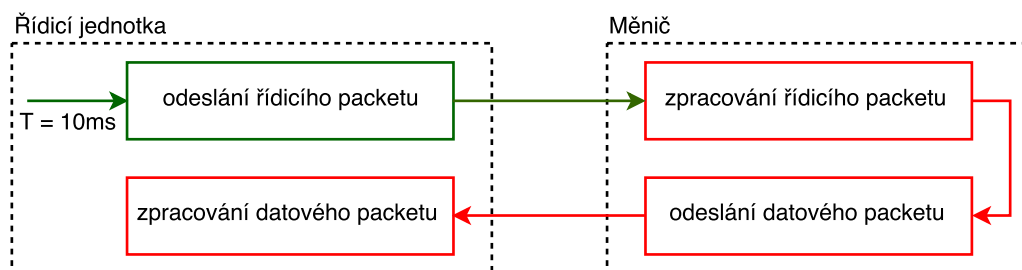 Řídicí jednotka
Měnič
odeslání řídicího packetu
zpracování řídicího packetu
T = 10ms
zpracování datového packetu
odeslání datového packetu